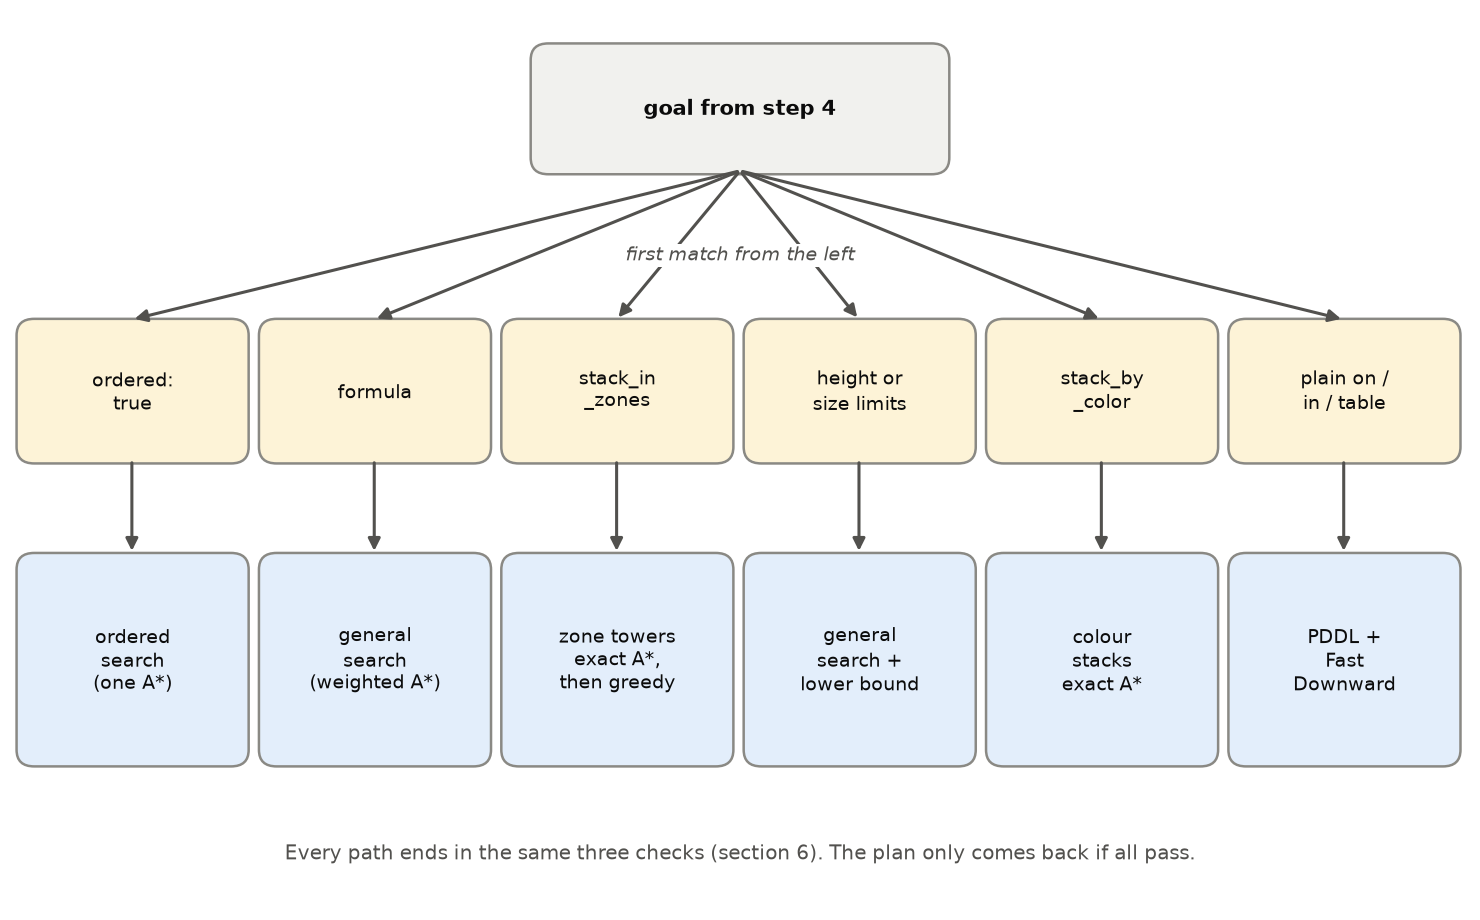 goal from step 4
first match from the left
ordered:
true
formula
stack_in
_zones
height or
size limits
stack_by
_color
plain on /
in / table
ordered
search
(one A*)
general
search
(weighted A*)
zone towers
exact A*,
then greedy
general
search +
lower bound
colour
stacks
exact A*
PDDL +
Fast
Downward
Every path ends in the same three checks (section 6). The plan only comes back if all pass.